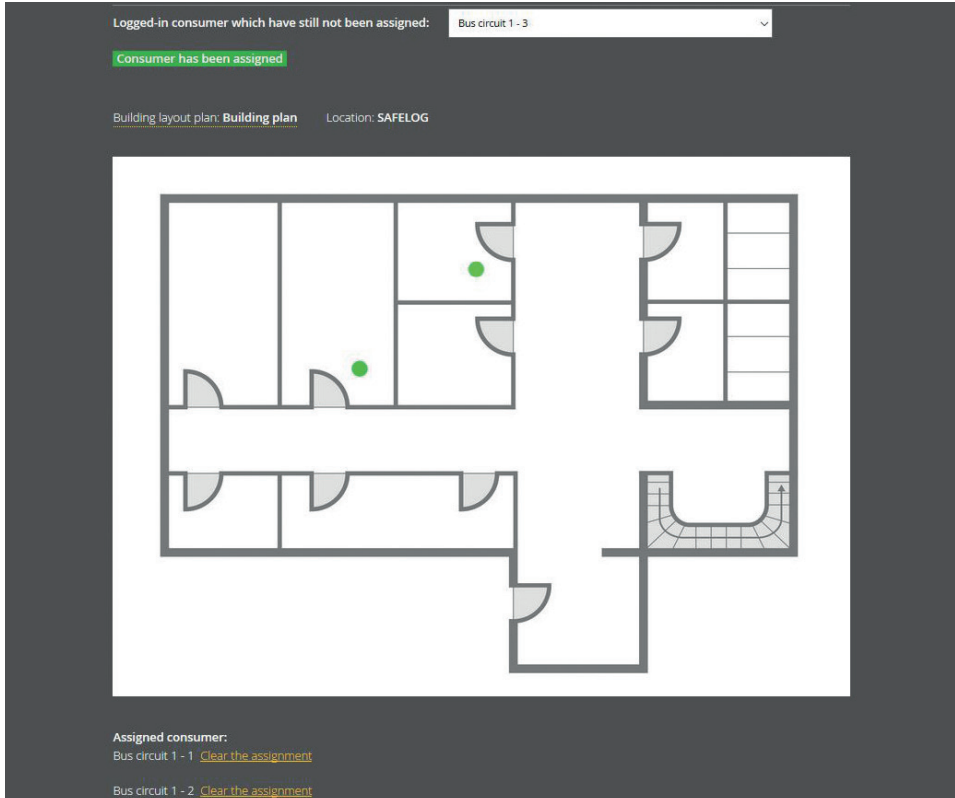 Logged-in consumer which have still not been assigned: Bus circuit 1 - 3
Consumer has been assigned
Building layout plan: Building plan Location: SAFELOG
Assigned consumer:
Bus circuit 1 - 1 Clear the assignment
Bus circuit 1 - 2 Clear the assignment